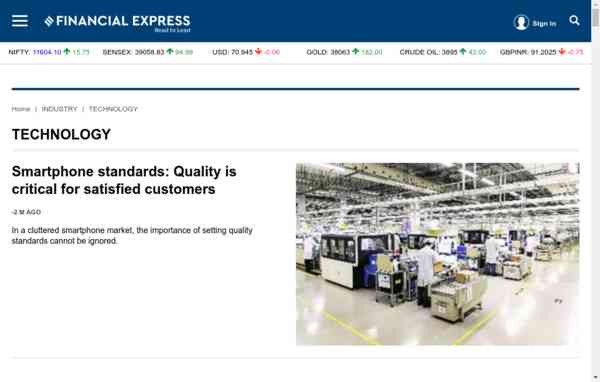 FINANCIAL EXPRESS
Read to Lead
Sign In
NIFTY: 11604.10 15.75 SENSEX: 39058.83 94.99 USD: 70.945 -0.06 GOLD: 38063 182.00 CRUDE OIL: 3895 43.00 GBPINR: 91.2025 -0.75
Home | INDUSTRY | TECHNOLOGY
TECHNOLOGY
Smartphone standards: Quality is
critical for satisfied customers
-2 M AGO
In a cluttered smartphone market, the importance of setting quality
standards cannot be ignored.